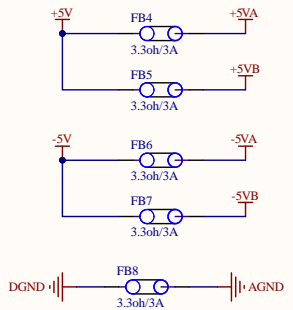 +5V
FB4
+5VA
3.3oh/3A
FB5
+5VB
3.3oh/3A
-5V
FB6
-5VA
3.3oh/3A
FB7
-5VB
3.3oh/3A
FB8
DGND
AGND
3.3oh/3A